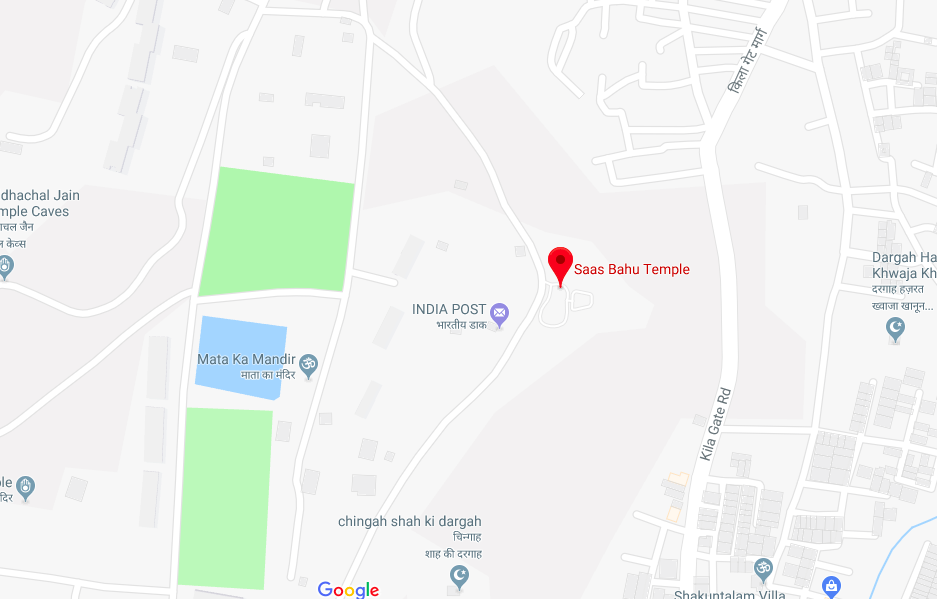 किला गेट मार्ग
dhachal Jain
mple Caves
ाचल जैन
ल केव्स
Saas Bahu Temple
Dargah Ha
Khwaja Kh
दरगाह हज़रत
ख्वाजा खानून...
INDIA POST
भारतीय डाक
Mata Ka Mandir
माता का मंदिर
Kila Gate Rd
ple
ंदिर
chingah shah ki dargah
चिन्गाह
शाह की दरगाह
Google
Shakuntalam Villa